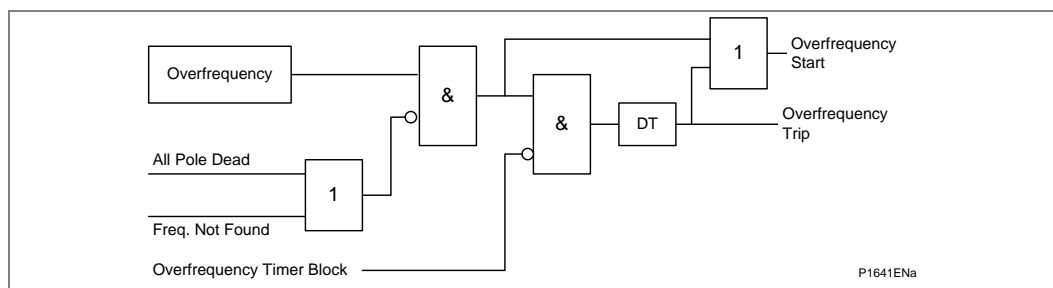 Overfrequency
1
Overfrequency
Start
&
&
DT
Overfrequency
Trip
All Pole Dead
1
Freq. Not Found
Overfrequency Timer Block
P1641ENa